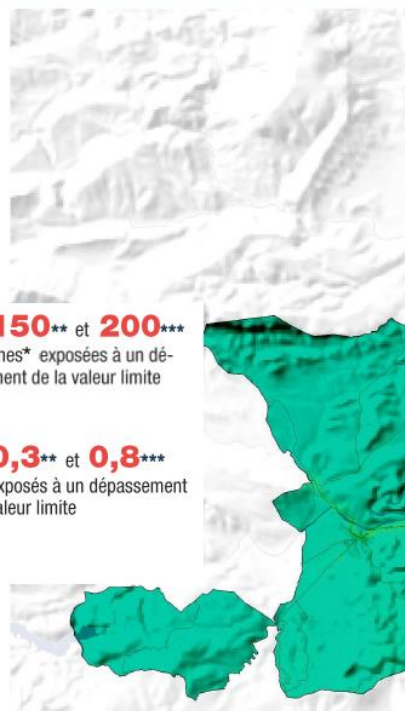 150** et 200***
nes* exposées à un dé-
ment de la valeur limite
0,3** et 0,8***
xposés à un dépassement
aleur limite